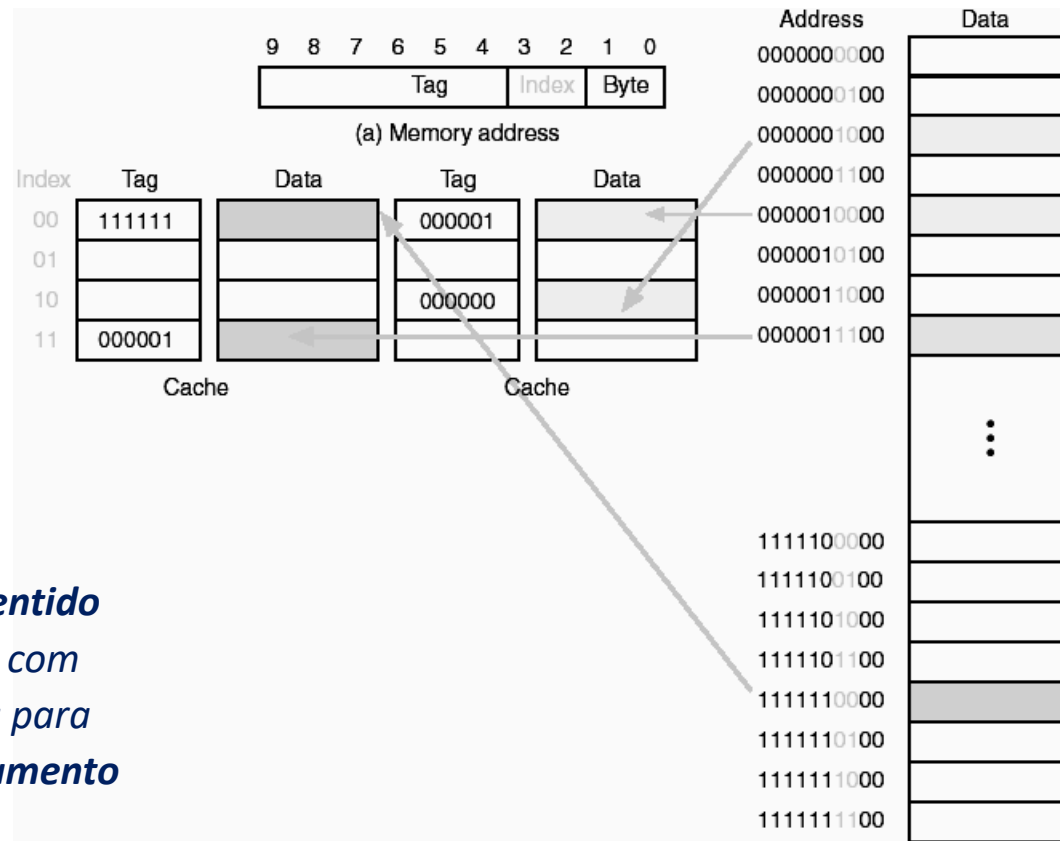 9 8 7 6 5 4 3 2 1 0
Tag Index Byte
(a) Memory address
Index Tag Data Tag Data
00 111111 000001
01
10 000000
11 000001
Cache Cache
Address Data
0000000000
0000000100
0000001000
0000001100
0000010000
0000010100
0000011000
0000011100
1111100000
1111100100
1111101000
1111101100
1111110000
1111110100
1111111000
1111111100
entido
com
para
mento